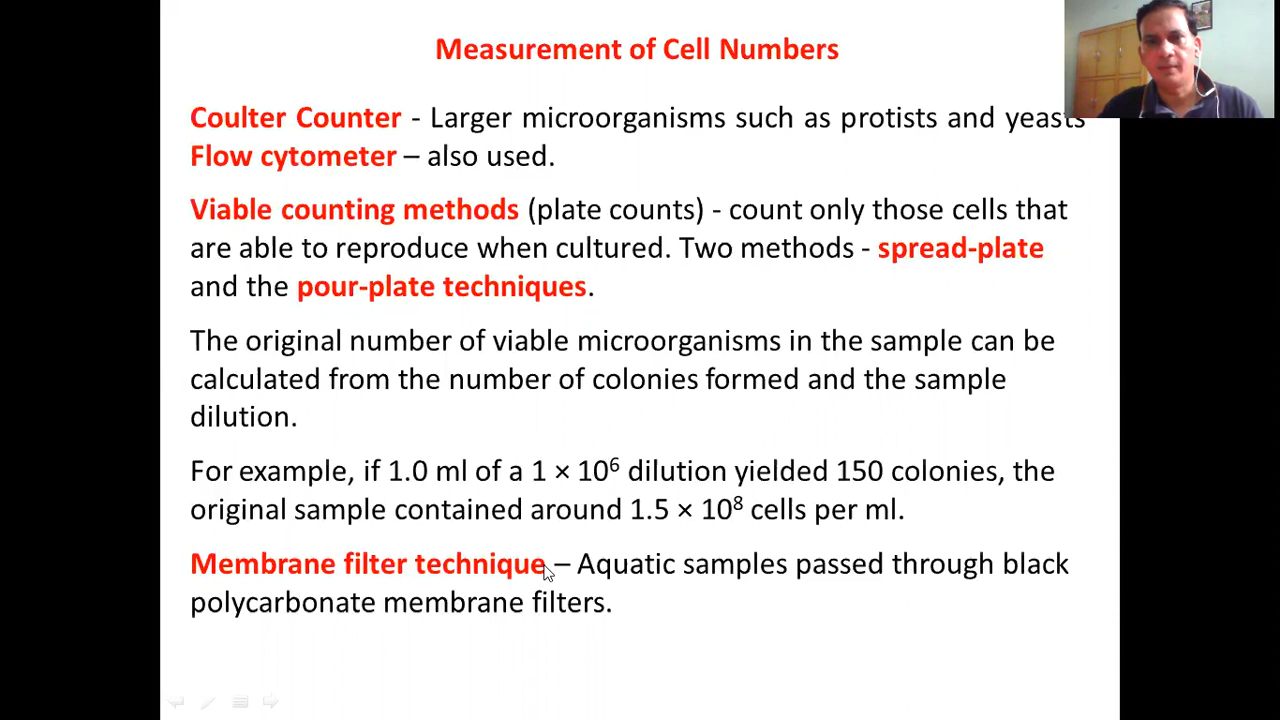 Measurement of Cell Numbers
Coulter Counter - Larger microorganisms such as protists and yeasts
Flow cytometer – also used.
Viable counting methods (plate counts) - count only those cells that
are able to reproduce when cultured. Two methods - spread-plate
and the pour-plate techniques.
The original number of viable microorganisms in the sample can be
calculated from the number of colonies formed and the sample
dilution.
For example, if 1.0 ml of a 1 × 10⁶ dilution yielded 150 colonies, the
original sample contained around 1.5 × 10⁸ cells per ml.
Membrane filter technique – Aquatic samples passed through black
polycarbonate membrane filters.